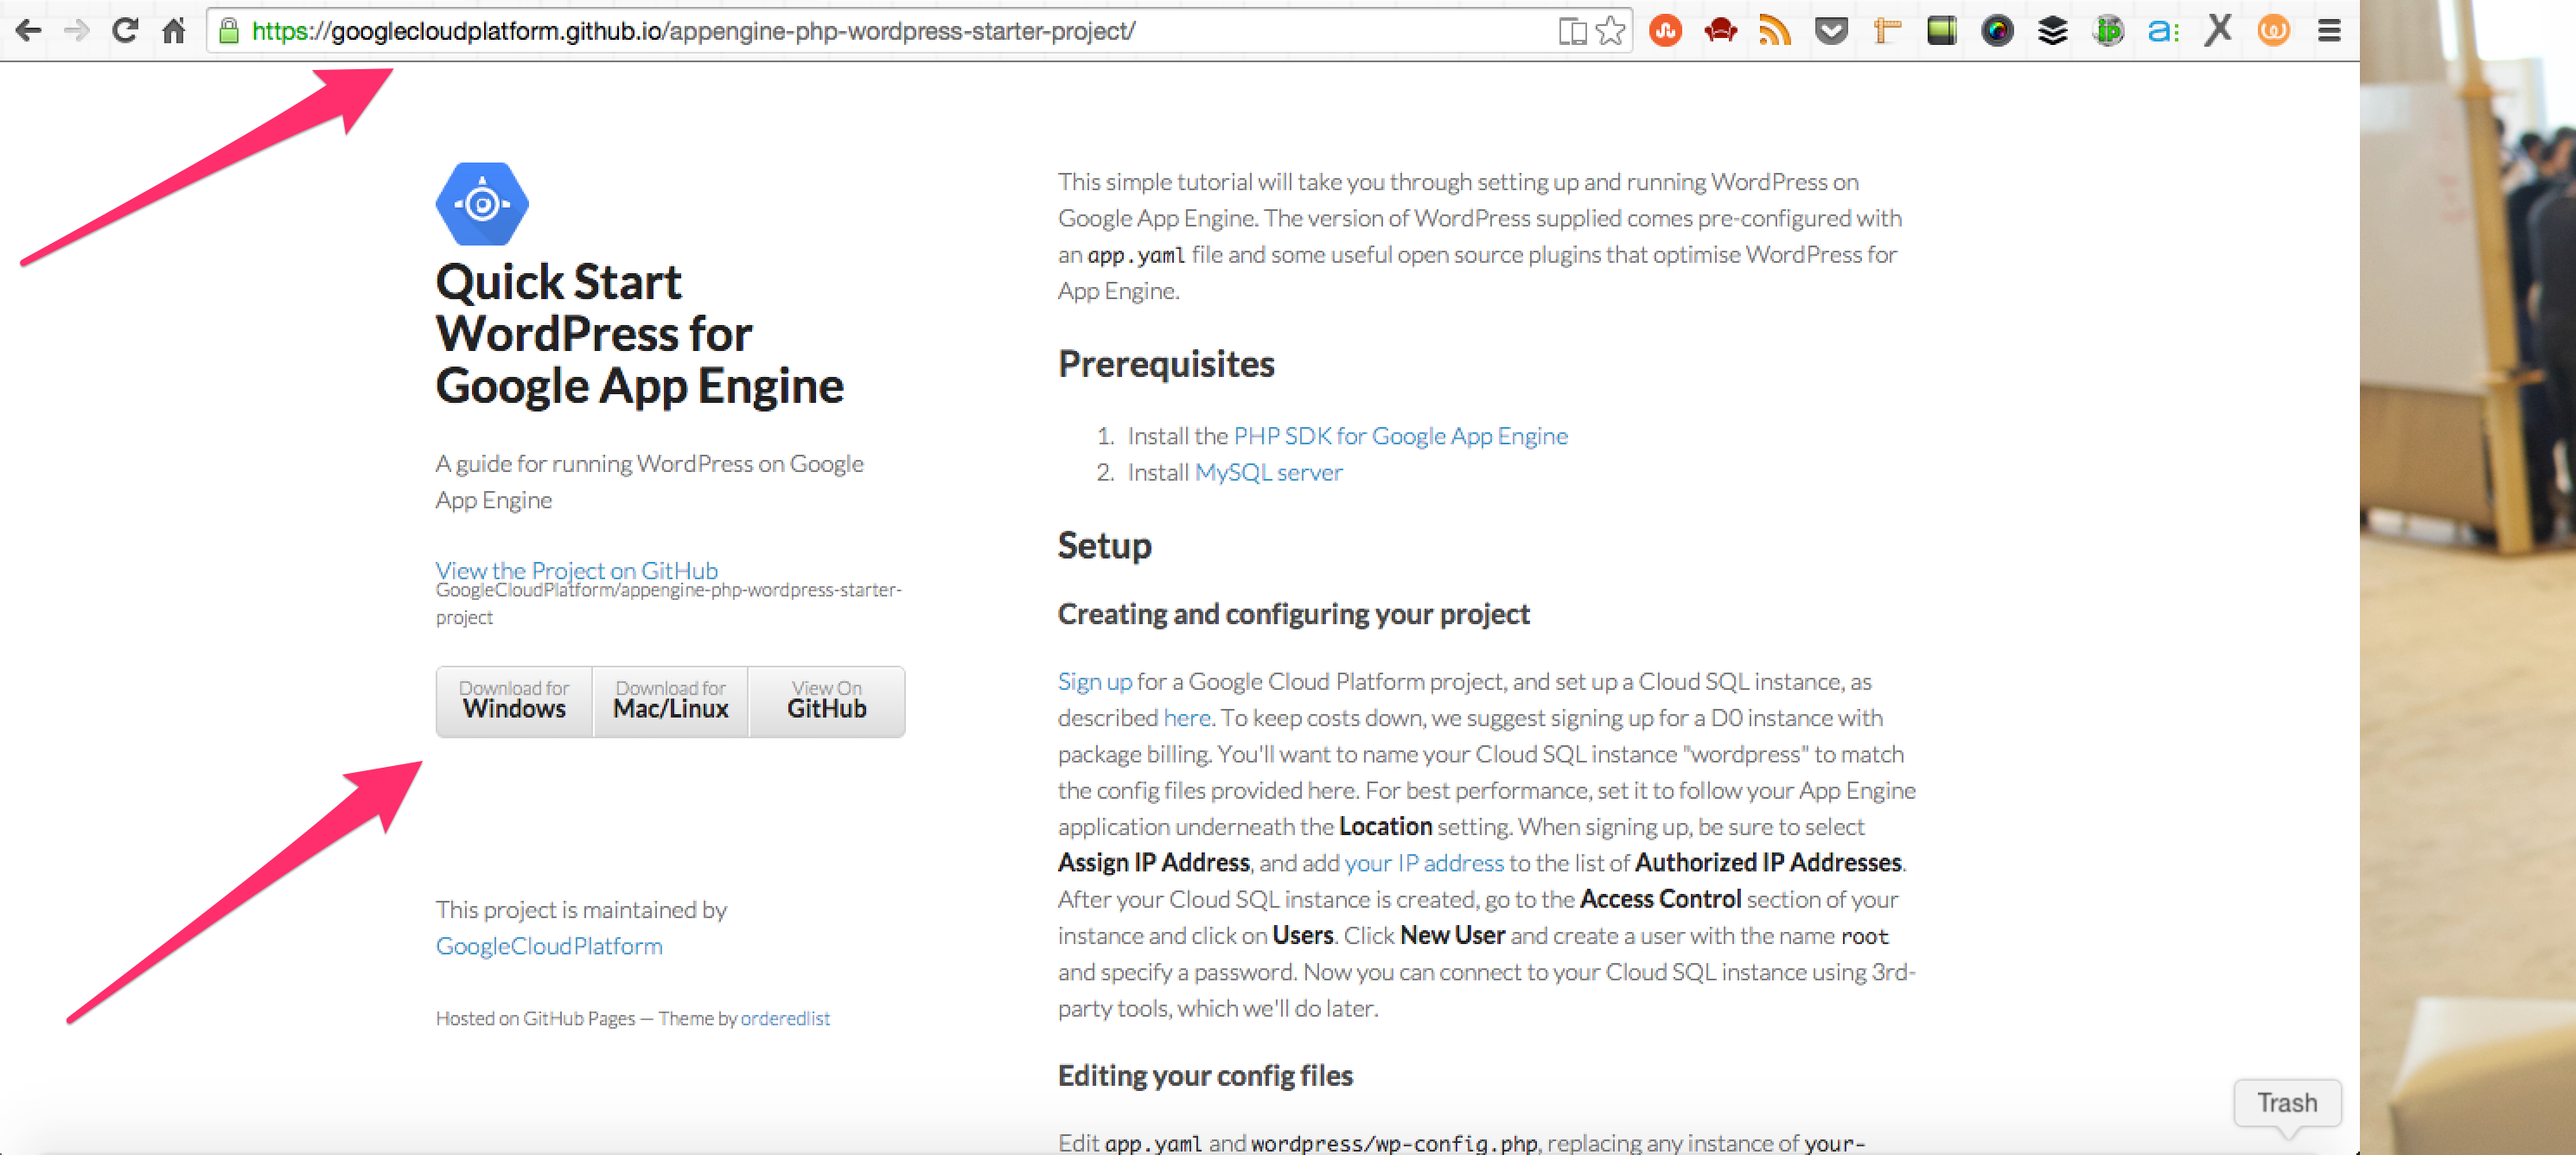 https://googlecloudplatform.github.io/appengine-php-wordpress-starter-project/
Quick Start
WordPress for
Google App Engine
A guide for running WordPress on Google
App Engine
View the Project on GitHub
GoogleCloudPlatform/appengine-php-wordpress-starter-
project
Download for
Windows
Download for
Mac/Linux
View On
GitHub
This project is maintained by
GoogleCloudPlatform
Hosted on GitHub Pages — Theme by orderedlist
This simple tutorial will take you through setting up and running WordPress on
Google App Engine. The version of WordPress supplied comes pre-configured with
an app.yaml file and some useful open source plugins that optimise WordPress for
App Engine.
Prerequisites
1. Install the PHP SDK for Google App Engine
2. Install MySQL server
Setup
Creating and configuring your project
Sign up for a Google Cloud Platform project, and set up a Cloud SQL instance, as
described here. To keep costs down, we suggest signing up for a D0 instance with
package billing. You'll want to name your Cloud SQL instance "wordpress" to match
the config files provided here. For best performance, set it to follow your App Engine
application underneath the Location setting. When signing up, be sure to select
Assign IP Address, and add your IP address to the list of Authorized IP Addresses.
After your Cloud SQL instance is created, go to the Access Control section of your
instance and click on Users. Click New User and create a user with the name root
and specify a password. Now you can connect to your Cloud SQL instance using 3rd-
party tools, which we'll do later.
Editing your config files
Edit app.yaml and wordpress/wp-config.php, replacing any instance of your-
Trash